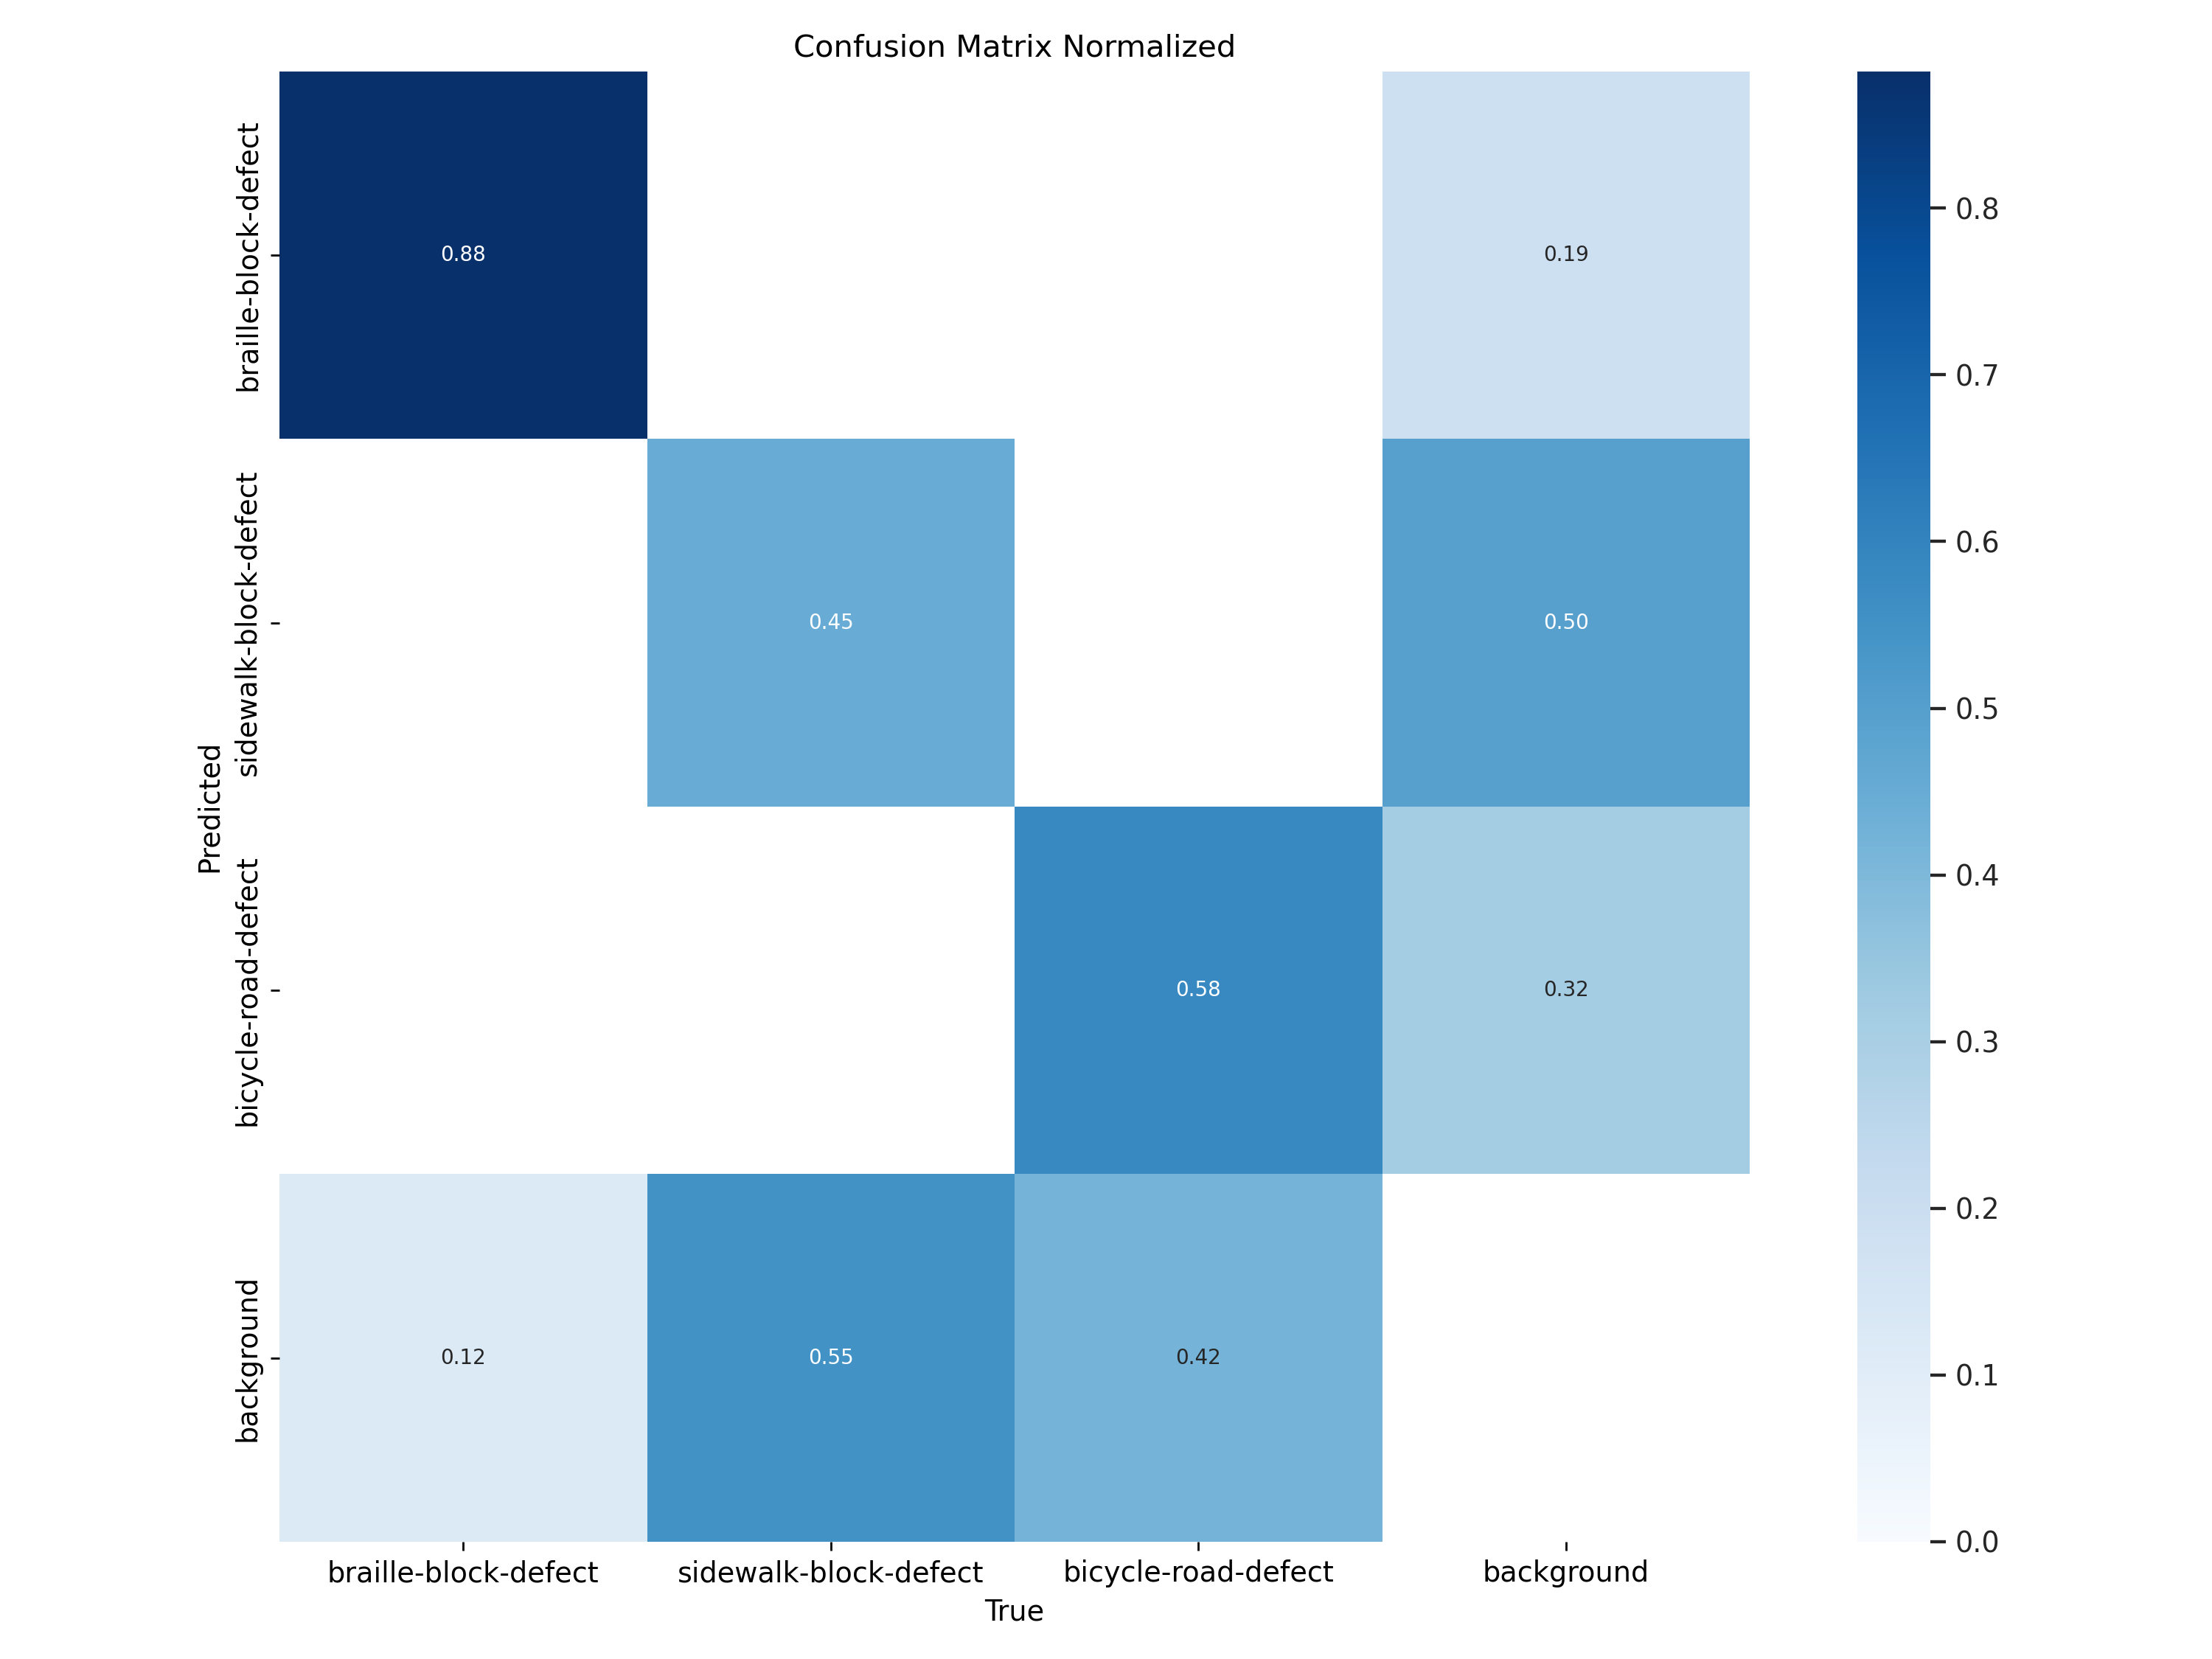 Confusion Matrix Normalized
Predicted
braille-block-defect
sidewalk-block-defect
bicycle-road-defect
background
0.88
0.19
0.45
0.50
0.58
0.32
0.12
0.55
0.42
braille-block-defect
sidewalk-block-defect
bicycle-road-defect
background
True
0.8
0.7
0.6
0.5
0.4
0.3
0.2
0.1
0.0